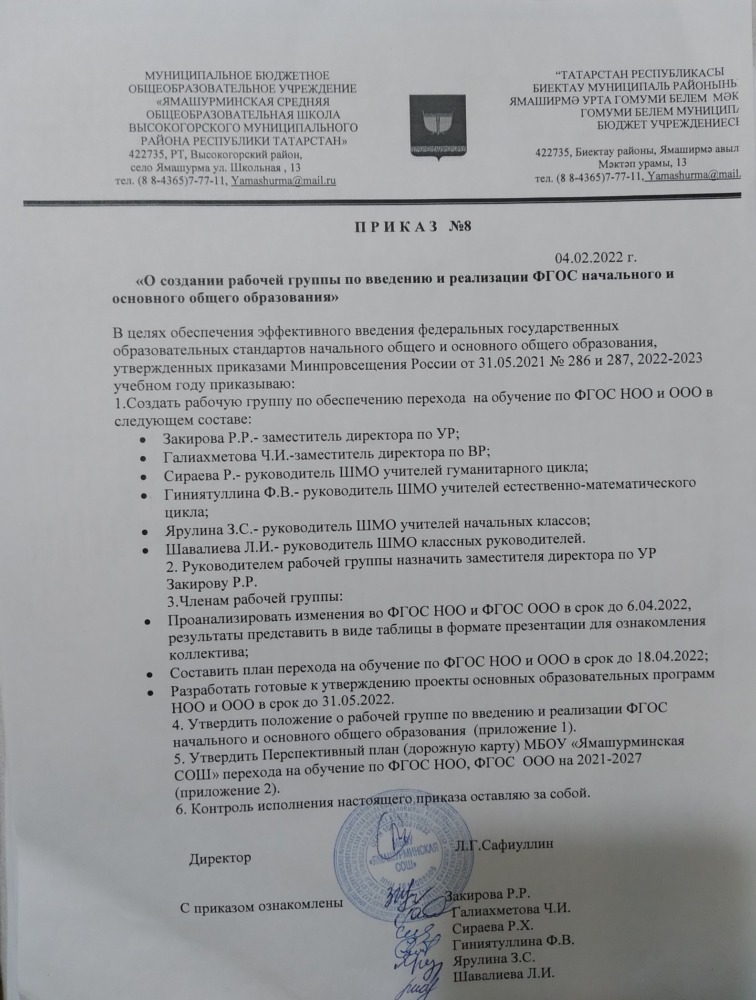 МУНИЦИПАЛЬНОЕ БЮДЖЕТНОЕ
ОБЩЕОБРАЗОВАТЕЛЬНОЕ УЧРЕЖДЕНИЕ
«ЯМАШУРМИНСКАЯ СРЕДНЯЯ
ОБЩЕОБРАЗОВАТЕЛЬНАЯ ШКОЛА
ВЫСОКОГОРСКОГО МУНИЦИПАЛЬНОГО
РАЙОНА РЕСПУБЛИКИ ТАТАРСТАН»
422735, РТ, Высокогорский район,
село Ямашурма ул. Школьная , 13
тел. (8 8-4365)7-77-11, Yamashurma@mail.ru
“ТАТАРСТАН РЕСПУБЛИКАСЫ
БИЕКТАУ МУНИЦИПАЛЬ РАЙОНЫНЫ
ЯМАШИРМӘ УРТА ГОМУМИ БЕЛЕМ МӘК
ГОМУМИ БЕЛЕМ МУНИЦИПА
БЮДЖЕТ УЧРЕЖДЕНИЕСЕ
422735, Биектау районы, Ямаширмә авыл
Мәктәп урамы, 13
тел. (8 8-4365)7-77-11, Yamashurma@mail.
П Р И К А З №8
04.02.2022 г.
«О создании рабочей группы по введению и реализации ФГОС начального и
основного общего образования»
В целях обеспечения эффективного введения федеральных государственных
образовательных стандартов начального общего и основного общего образования,
утвержденных приказами Минпровсещения России от 31.05.2021 № 286 и 287, 2022-2023
учебном году приказываю:
1.Создать рабочую группу по обеспечению перехода на обучение по ФГОС НОО и ООО в
следующем составе:
• Закирова Р.Р.- заместитель директора по УР;
• Галиахметова Ч.И.-заместитель директора по ВР;
• Сираева Р.- руководитель ШМО учителей гуманитарного цикла;
• Гиниятуллина Ф.В.- руководитель ШМО учителей естественно-математического
цикла;
• Ярулина З.С.- руководитель ШМО учителей начальных классов;
• Шавалиева Л.И.- руководитель ШМО классных руководителей.
2. Руководителем рабочей группы назначить заместителя директора по УР
Закирову Р.Р.
3.Членам рабочей группы:
• Проанализировать изменения во ФГОС НОО и ФГОС ООО в срок до 6.04.2022,
результаты представить в виде таблицы в формате презентации для ознакомления
коллектива;
• Составить план перехода на обучение по ФГОС НОО и ООО в срок до 18.04.2022;
• Разработать готовые к утверждению проекты основных образовательных программ
НОО и ООО в срок до 31.05.2022.
4. Утвердить положение о рабочей группе по введению и реализации ФГОС
начального и основного общего образования (приложение 1).
5. Утвердить Перспективный план (дорожную карту) МБОУ «Ямашурминская
СОШ» перехода на обучение по ФГОС НОО, ФГОС ООО на 2021-2027
(приложение 2).
6. Контроль исполнения настоящего приказа оставляю за собой.
Директор
Л.Г.Сафиуллин
МБОУ
«ЯМАШУРМИНСКАЯ
СОШ»
ИНН 1616008908
С приказом ознакомлены
Закирова Р.Р.
Галиахметова Ч.И.
Сираева Р.Х.
Гиниятуллина Ф.В.
Ярулина З.С.
Шавалиева Л.И.